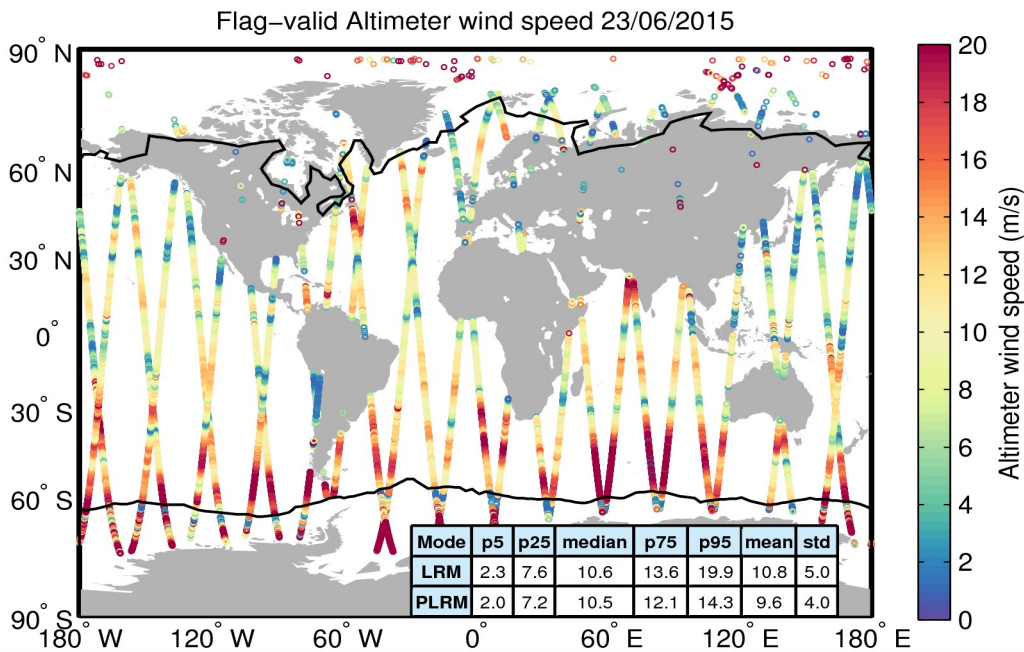 Flag−valid Altimeter wind speed 23/06/2015
90° N
60° N
30° N
0°
30° S
60° S
90° S
180° W
120° W
60° W
0°
60° E
120° E
180° E
Mode p5 p25 median p75 p95 mean std
LRM 2.3 7.6 10.6 13.6 19.9 10.8 5.0
PLRM 2.0 7.2 10.5 12.1 14.3 9.6 4.0
20
18
16
14
12
10
8
6
4
2
0
Altimeter wind speed (m/s)